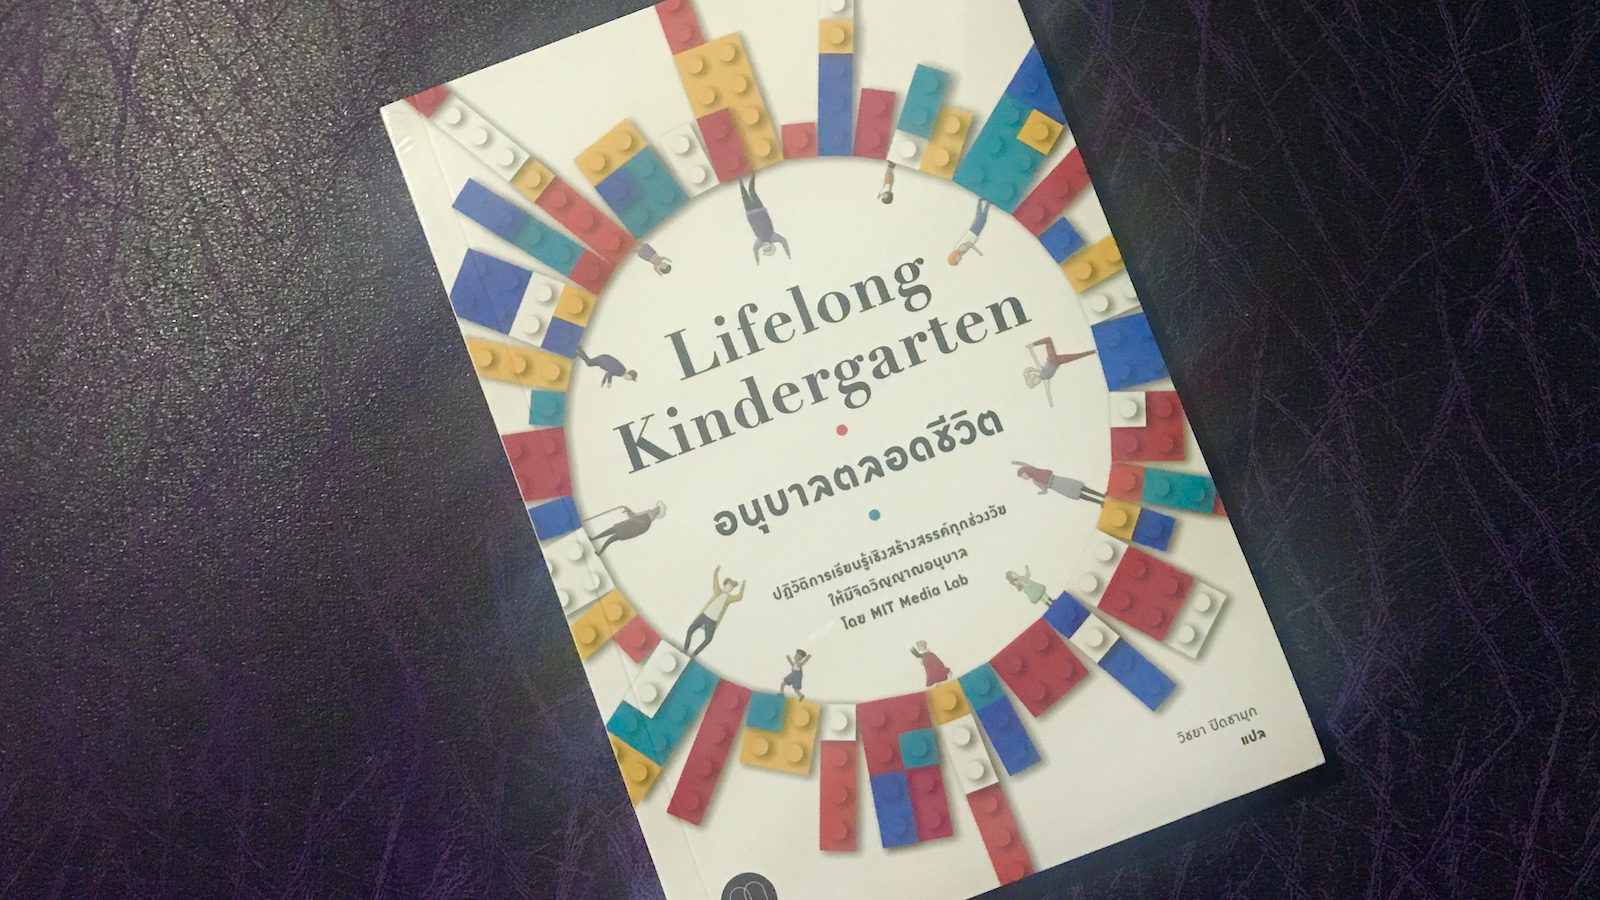 Lifelong
Kindergarten
อนุบาลตลอดชีวิต
ปฏิวัติการเรียนรู้เชิงสร้างสรรค์ทุกช่วงวัย
ให้มีจิตวิญญาณอนุบาล
โดย MIT Media Lab
วิชยา ปิดชามุก
แปล